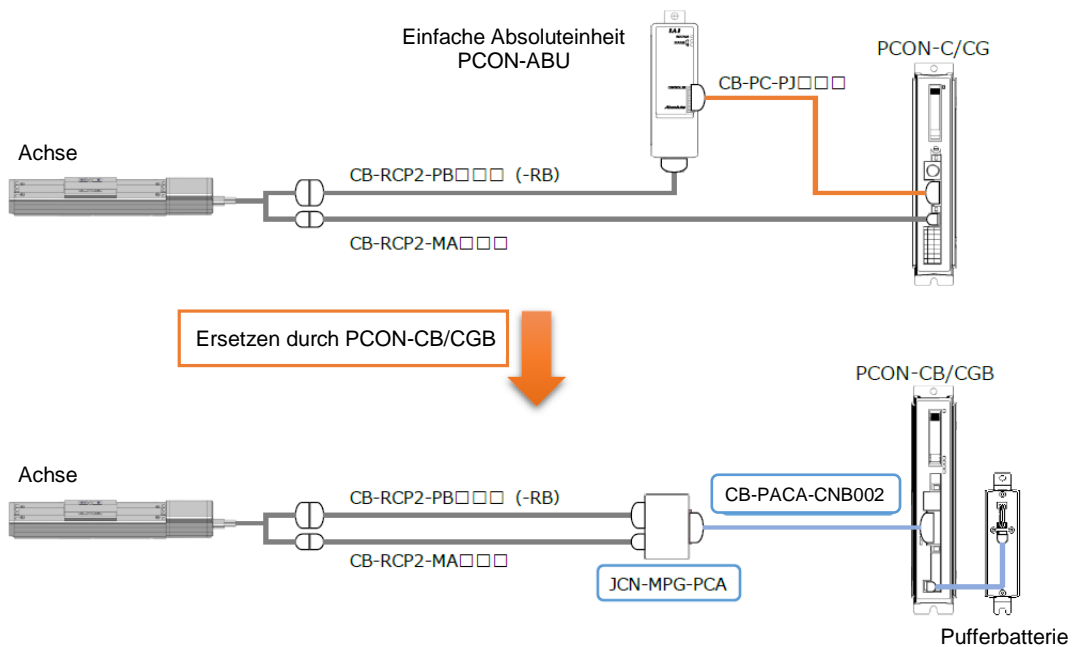 Einfache Absoluteinheit
PCON-ABU
PCON-C/CG
CB-PC-PJ□□□
Achse
CB-RCP2-PB□□□ (-RB)
CB-RCP2-MA□□□
Ersetzen durch PCON-CB/CGB
PCON-CB/CGB
Achse
CB-RCP2-PB□□□ (-RB)
CB-PACA-CNB002
CB-RCP2-MA□□□
JCN-MPG-PCA
Pufferbatterie